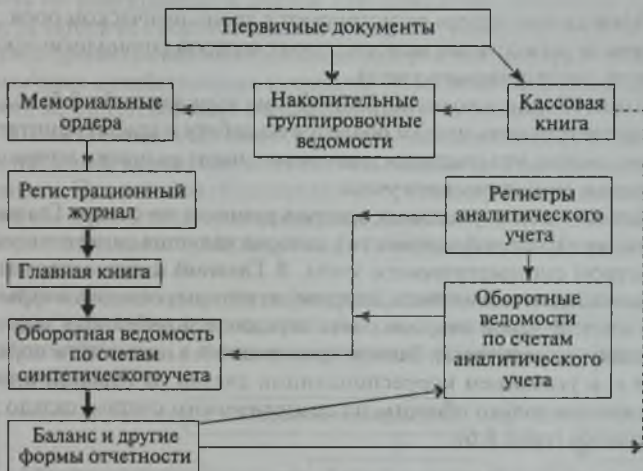 Первичные документы
Мемориальные
ордера
Накопительные
группировочные
ведомости
Кассовая
книга
Регистрационный
журнал
Регистры
аналитического
учета
Главная книга
Оборотные
ведомости
по счетам
аналитического
учета
Оборотная ведомость
по счетам
синтетическогоучета
Баланс и другие
формы отчетности